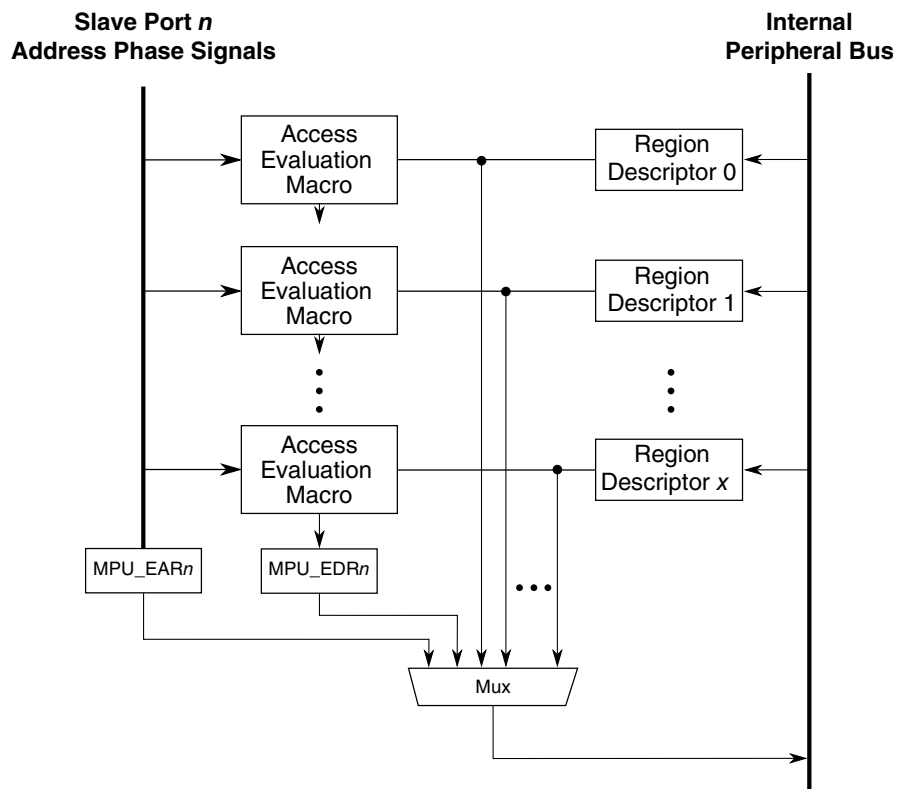 Slave Port n
Address Phase Signals
Internal
Peripheral Bus
Access
Evaluation
Macro
Region
Descriptor 0
Access
Evaluation
Macro
Region
Descriptor 1
Access
Evaluation
Macro
Region
Descriptor x
MPU_EARn
MPU_EDRn
Mux